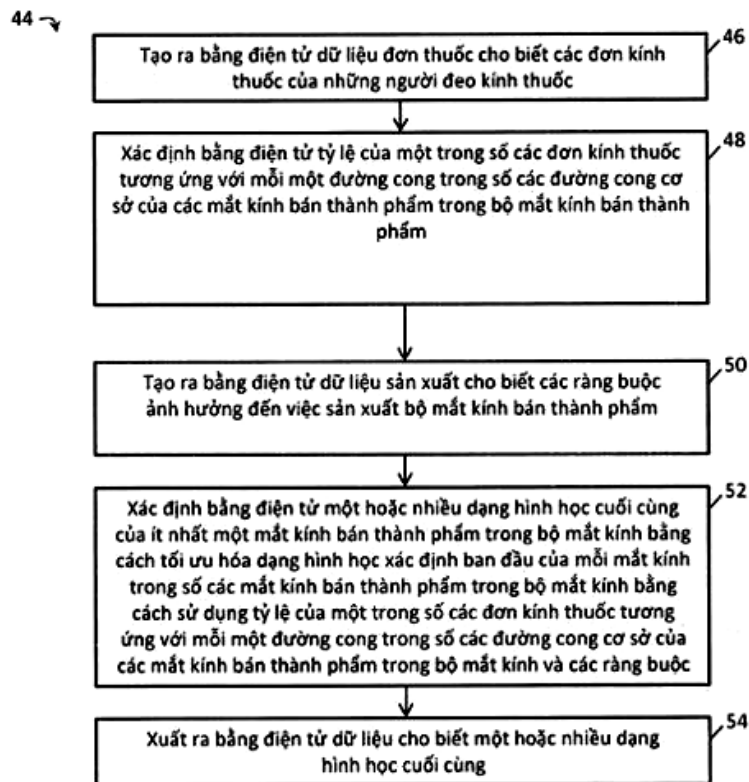 44
46
Tạo ra bằng điện tử dữ liệu đơn thuốc cho biết các đơn kính
thuốc của những người đeo kính thuốc
48
Xác định bằng điện tử tỷ lệ của một trong số các đơn kính thuốc
tương ứng với mỗi một đường cong trong số các đường cong cơ
sở của các mắt kính bán thành phẩm trong bộ mắt kính bán thành
phẩm
50
Tạo ra bằng điện tử dữ liệu sản xuất cho biết các ràng buộc
ảnh hưởng đến việc sản xuất bộ mắt kính bán thành phẩm
52
Xác định bằng điện tử một hoặc nhiều dạng hình học cuối cùng
của ít nhất một mắt kính bán thành phẩm trong bộ mắt kính bằng
cách tối ưu hóa dạng hình học xác định ban đầu của mỗi mắt kính
trong số các mắt kính bán thành phẩm trong bộ mắt kính bằng
cách sử dụng tỷ lệ của một trong số các đơn kính thuốc tương
ứng với mỗi một đường cong trong số các đường cong cơ sở của
các mắt kính bán thành phẩm trong bộ mắt kính và các ràng buộc
54
Xuất ra bằng điện tử dữ liệu cho biết một hoặc nhiều dạng
hình học cuối cùng